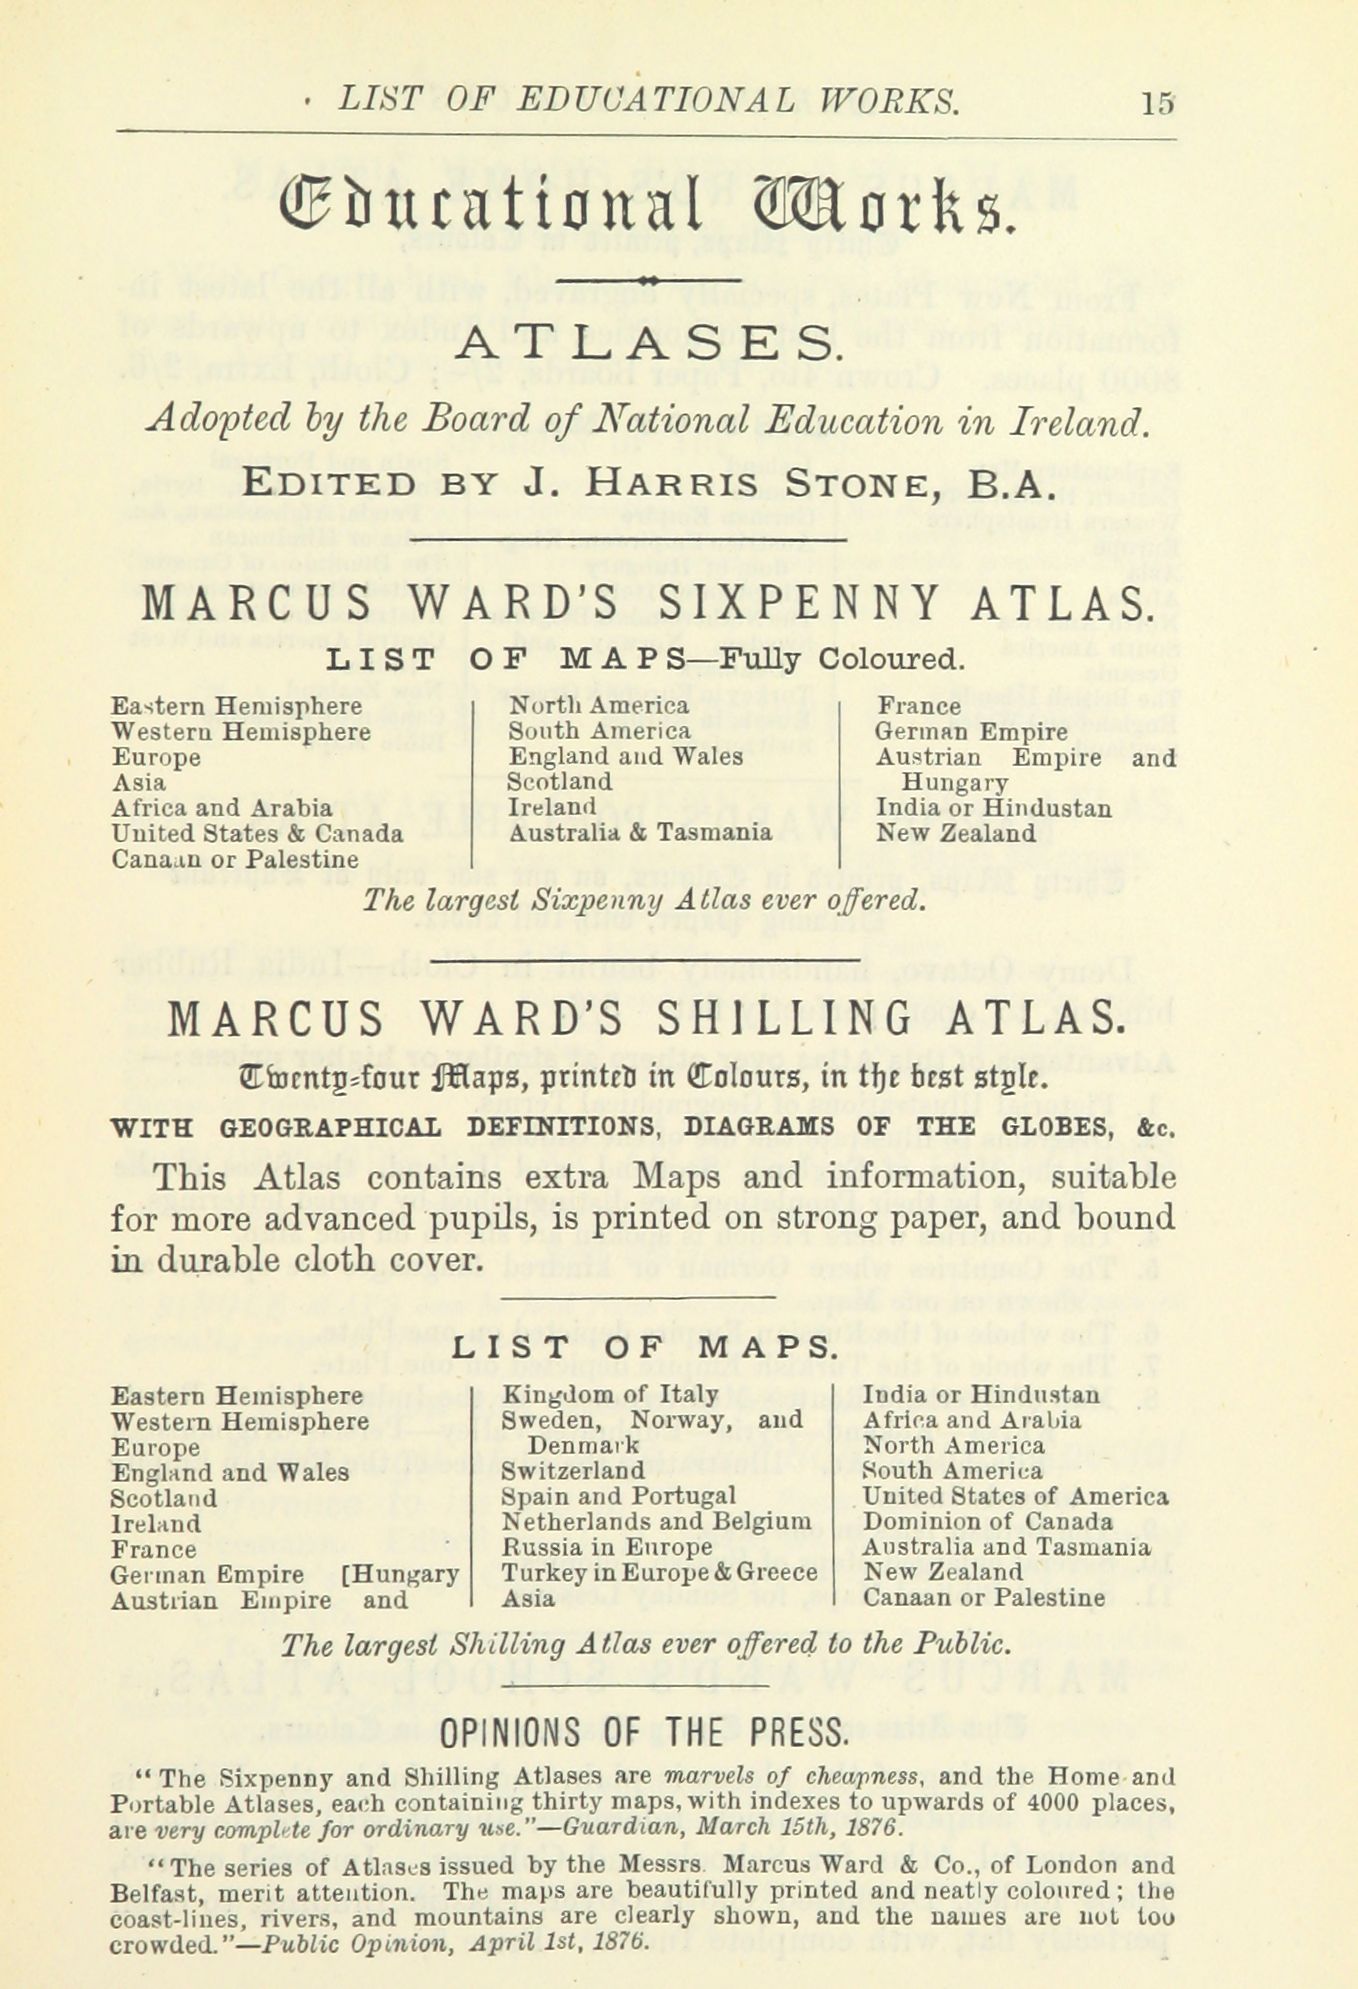 LIST OF EDUCATIONAL WORKS. 15
Educational Works.
ATLASES.
Adopted by the Board of National Education in Ireland.
EDITED BY J. HARRIS STONE, B.A.
MARCUS WARD'S SIXPENNY ATLAS.
LIST OF MAPS—Fully Coloured.
Eastern Hemisphere
Western Hemisphere
Europe
Asia
Africa and Arabia
United States & Canada
Canaan or Palestine
North America
South America
England and Wales
Scotland
Ireland
Australia & Tasmania
France
German Empire
Austrian Empire and
Hungary
India or Hindustan
New Zealand
The largest Sixpenny Atlas ever offered.
MARCUS WARD'S SHILLING ATLAS.
Twenty-four Maps, printed in Colours, in the best style.
WITH GEOGRAPHICAL DEFINITIONS, DIAGRAMS OF THE GLOBES, &c.
This Atlas contains extra Maps and information, suitable
for more advanced pupils, is printed on strong paper, and bound
in durable cloth cover.
LIST OF MAPS.
Eastern Hemisphere
Western Hemisphere
Europe
England and Wales
Scotland
Ireland
France
German Empire [Hungary
Austrian Empire and
Kingdom of Italy
Sweden, Norway, and
Denmark
Switzerland
Spain and Portugal
Netherlands and Belgium
Russia in Europe
Turkey in Europe & Greece
Asia
India or Hindustan
Africa and Arabia
North America
South America
United States of America
Dominion of Canada
Australia and Tasmania
New Zealand
Canaan or Palestine
The largest Shilling Atlas ever offered to the Public.
OPINIONS OF THE PRESS.
"The Sixpenny and Shilling Atlases are marvels of cheapness, and the Home and
Portable Atlases, each containing thirty maps, with indexes to upwards of 4000 places,
are very complete for ordinary use."—Guardian, March 15th, 1876.
"The series of Atlases issued by the Messrs. Marcus Ward & Co., of London and
Belfast, merit attention. The maps are beautifully printed and neatly coloured; the
coast-lines, rivers, and mountains are clearly shown, and the names are not too
crowded."—Public Opinion, April 1st, 1876.